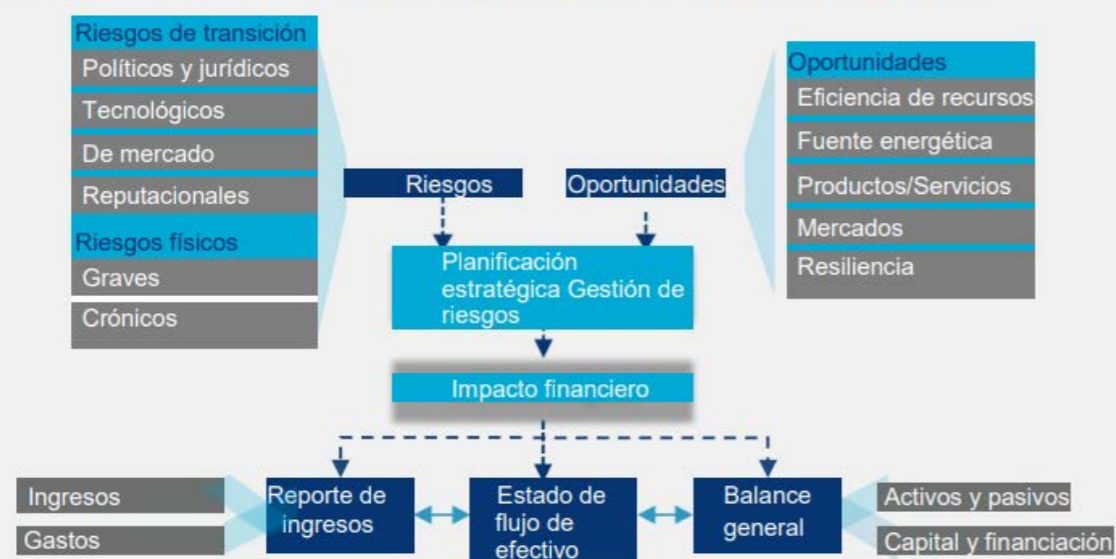 Riesgos de transición
Políticos y jurídicos
Tecnológicos
De mercado
Reputacionales
Riesgos físicos
Graves
Crónicos
Riesgos
Oportunidades
Oportunidades
Eficiencia de recursos
Fuente energética
Productos/Servicios
Mercados
Resiliencia
Planificación
estratégica Gestión de
riesgos
Impacto financiero
Ingresos
Gastos
Reporte de
ingresos
Estado de
flujo de
efectivo
Balance
general
Activos y pasivos
Capital y financiación